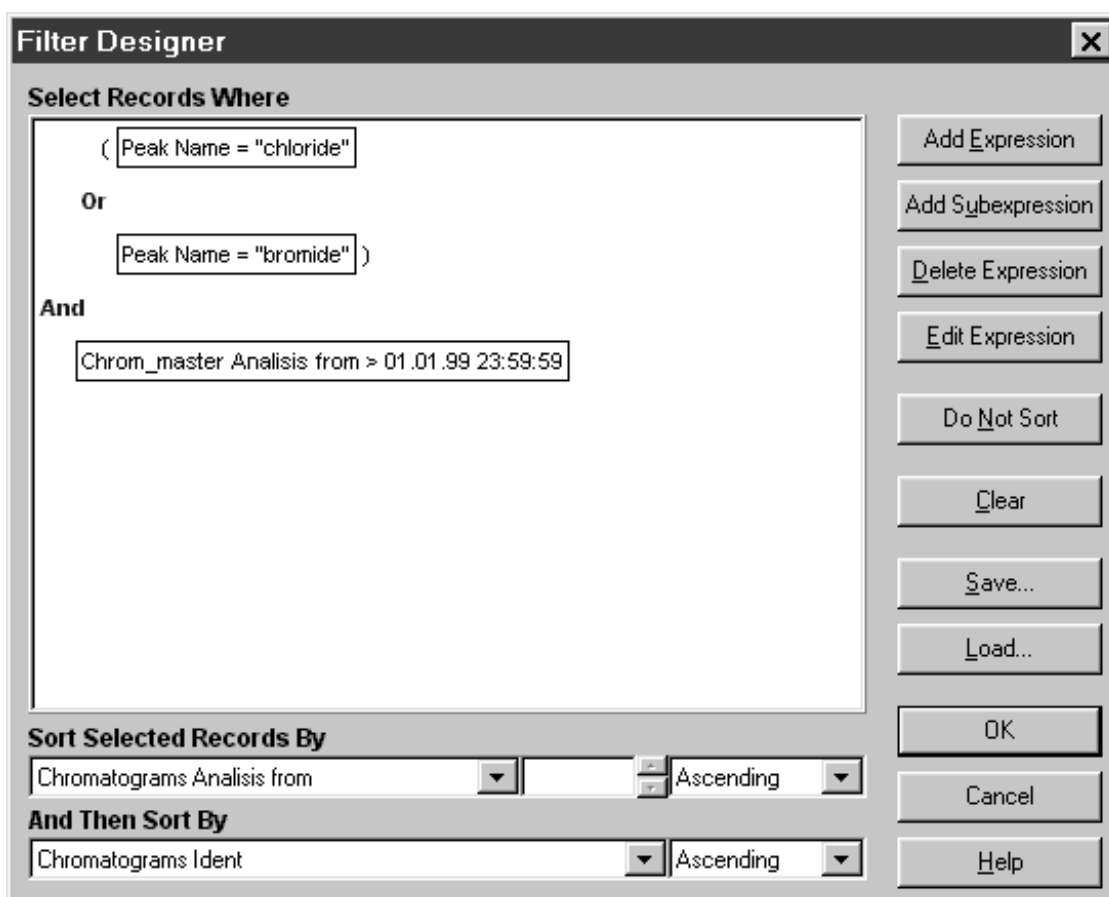 Filter Designer
Select Records Where
( Peak Name = "chloride"
Or
Peak Name = "bromide" )
And
Chrom_master Analisis from > 01.01.99 23:59:59
Add Expression
Add Subexpression
Delete Expression
Edit Expression
Do Not Sort
Clear
Save...
Load...
OK
Cancel
Help
Sort Selected Records By
Chromatograms Analisis from Ascending
And Then Sort By
Chromatograms Ident Ascending